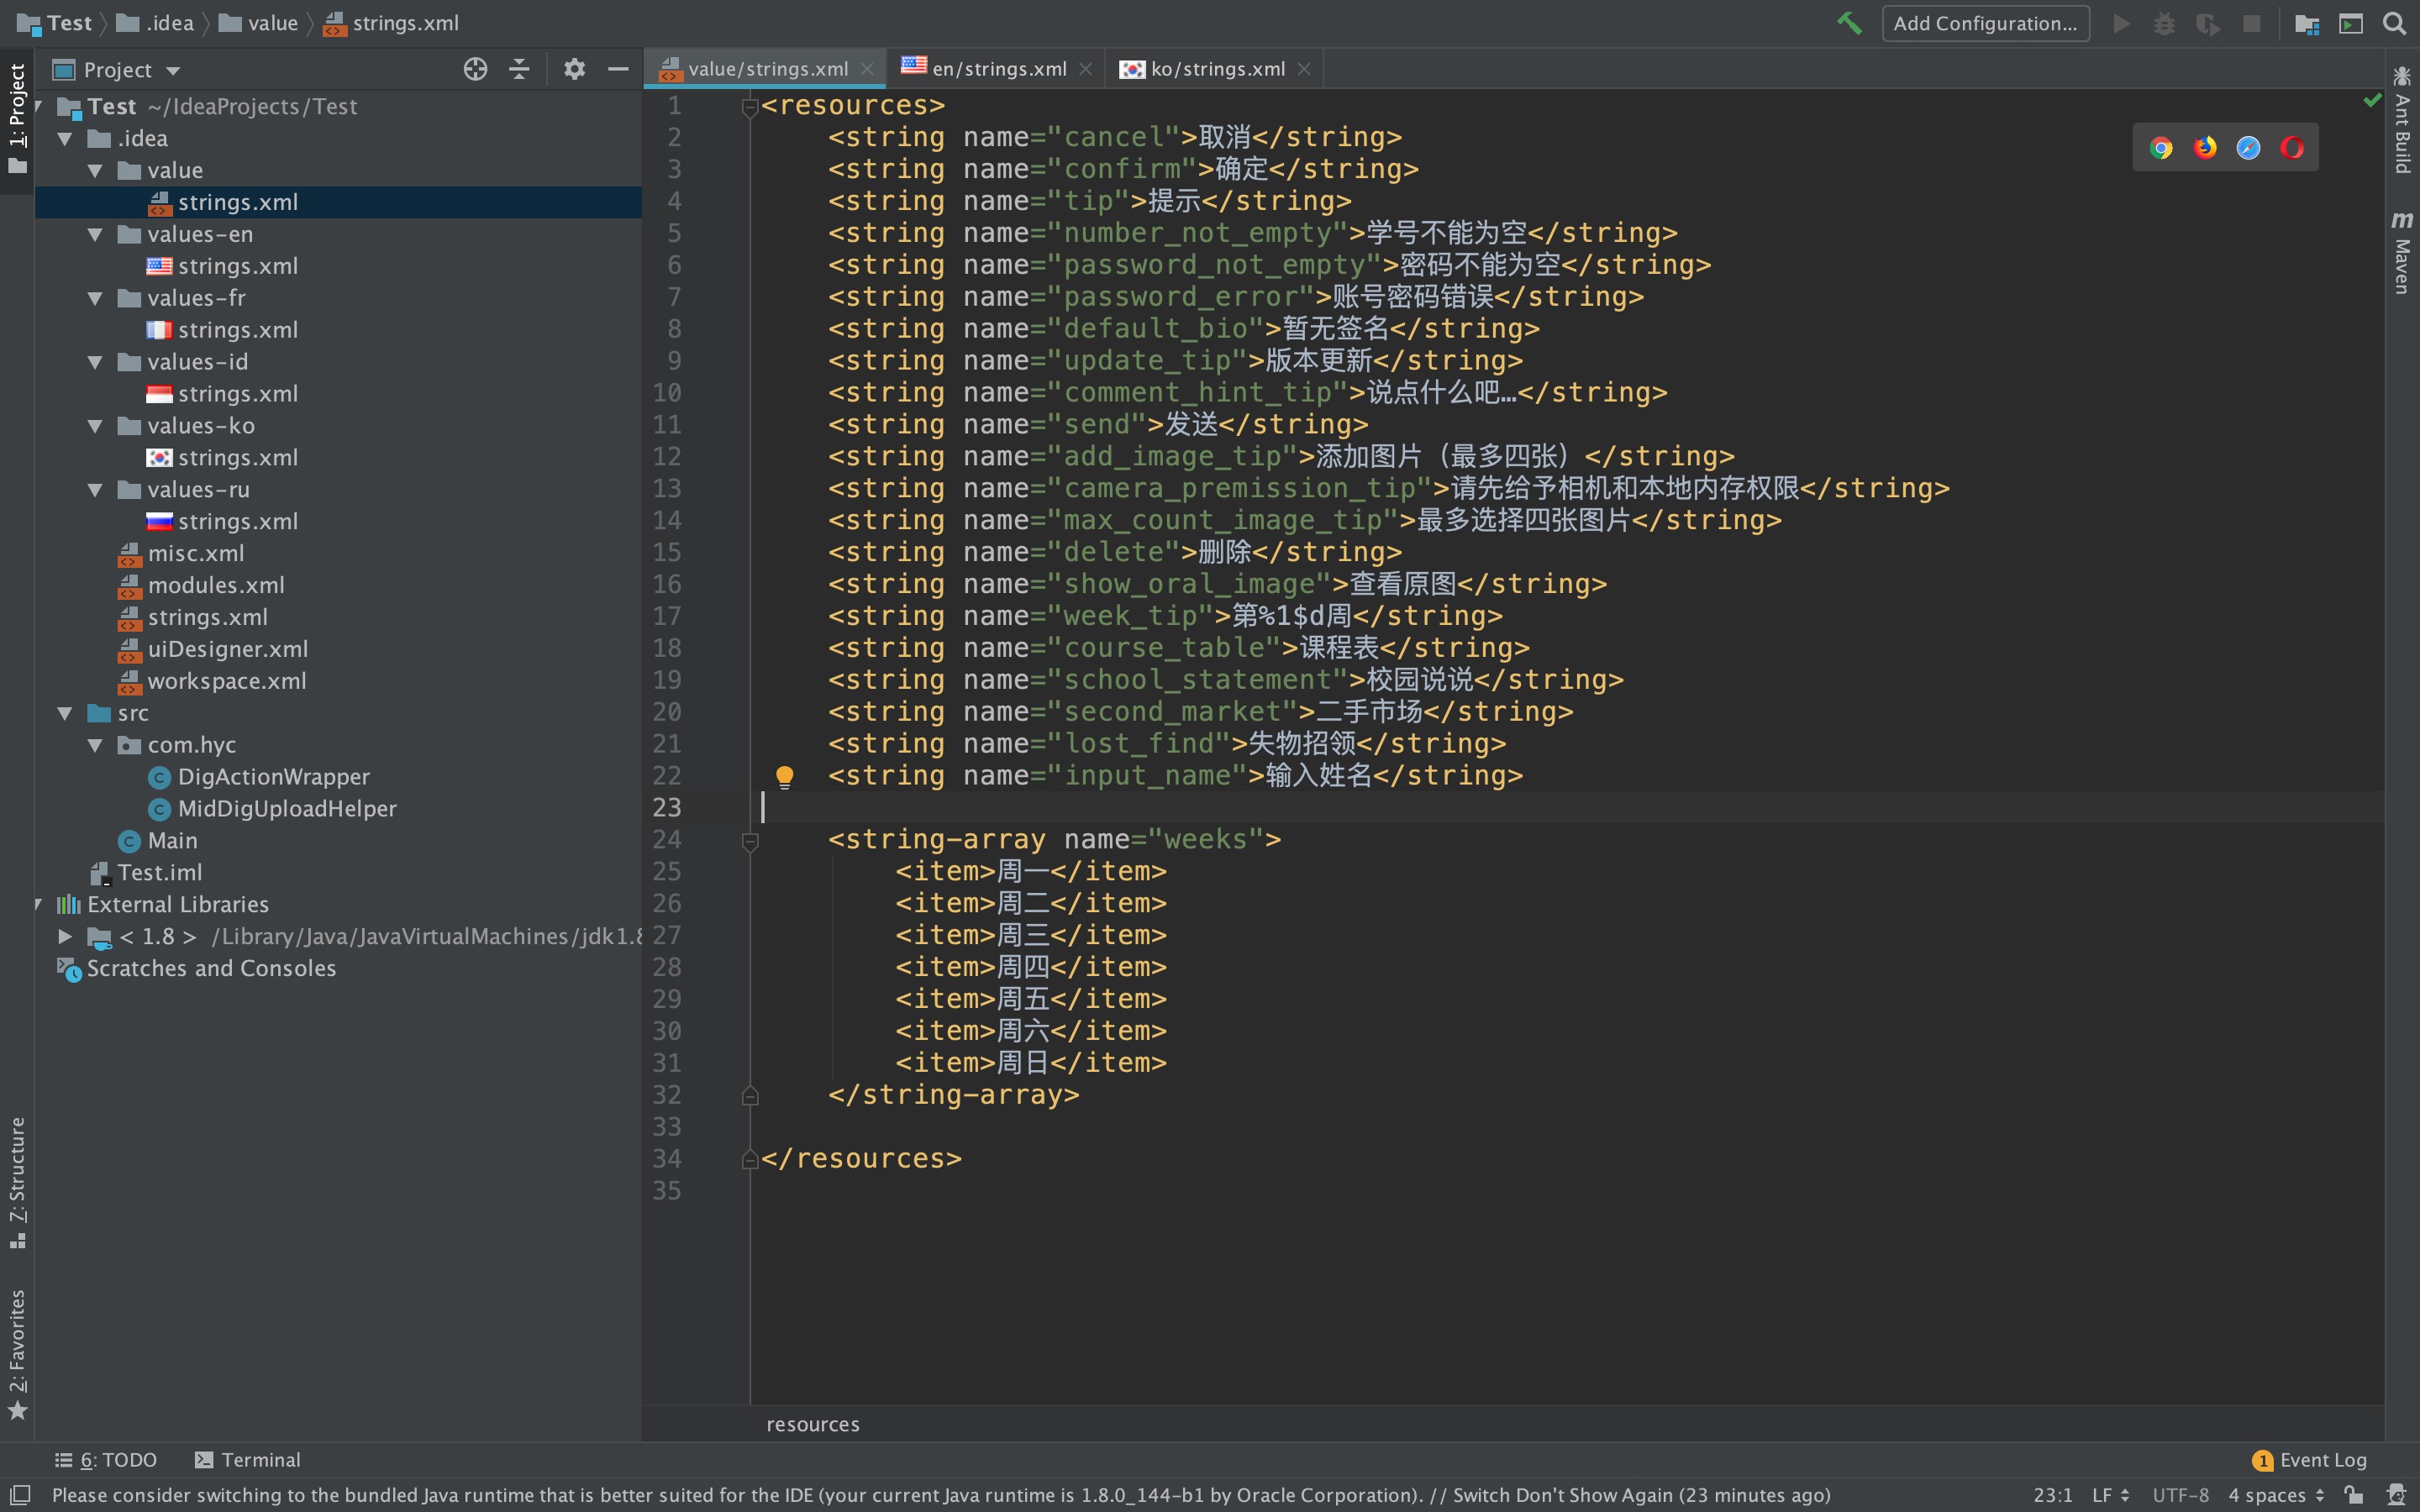 Test .idea value strings.xml
Add Configuration...
1: Project
Project
value/strings.xml en/strings.xml ko/strings.xml
Test ~/IdeaProjects/Test
.idea
value
strings.xml
values-en
strings.xml
values-fr
strings.xml
values-id
strings.xml
values-ko
strings.xml
values-ru
strings.xml
misc.xml
modules.xml
strings.xml
uiDesigner.xml
workspace.xml
src
com.hyc
DigActionWrapper
MidDigUploadHelper
Main
Test.iml
External Libraries
< 1.8 > /Library/Java/JavaVirtualMachines/jdk1.8
Scratches and Consoles
7: Structure
2: Favorites
1 <resources>
2 <string name="cancel">取消</string>
3 <string name="confirm">确定</string>
4 <string name="tip">提示</string>
5 <string name="number_not_empty">学号不能为空</string>
6 <string name="password_not_empty">密码不能为空</string>
7 <string name="password_error">账号密码错误</string>
8 <string name="default_bio">暂无签名</string>
9 <string name="update_tip">版本更新</string>
10 <string name="comment_hint_tip">说点什么吧…</string>
11 <string name="send">发送</string>
12 <string name="add_image_tip">添加图片（最多四张）</string>
13 <string name="camera_premission_tip">请先给予相机和本地内存权限</string>
14 <string name="max_count_image_tip">最多选择四张图片</string>
15 <string name="delete">删除</string>
16 <string name="show_oral_image">查看原图</string>
17 <string name="week_tip">第%1$d周</string>
18 <string name="course_table">课程表</string>
19 <string name="school_statement">校园说说</string>
20 <string name="second_market">二手市场</string>
21 <string name="lost_find">失物招领</string>
22 <string name="input_name">输入姓名</string>
23
24 <string-array name="weeks">
25 <item>周一</item>
26 <item>周二</item>
27 <item>周三</item>
28 <item>周四</item>
29 <item>周五</item>
30 <item>周六</item>
31 <item>周日</item>
32 </string-array>
33
34 </resources>
35
Ant Build
m Maven
resources
6: TODO Terminal
1 Event Log
Please consider switching to the bundled Java runtime that is better suited for the IDE (your current Java runtime is 1.8.0_144-b1 by Oracle Corporation). // Switch Don't Show Again (23 minutes ago)
23:1 LF UTF-8 4 spaces